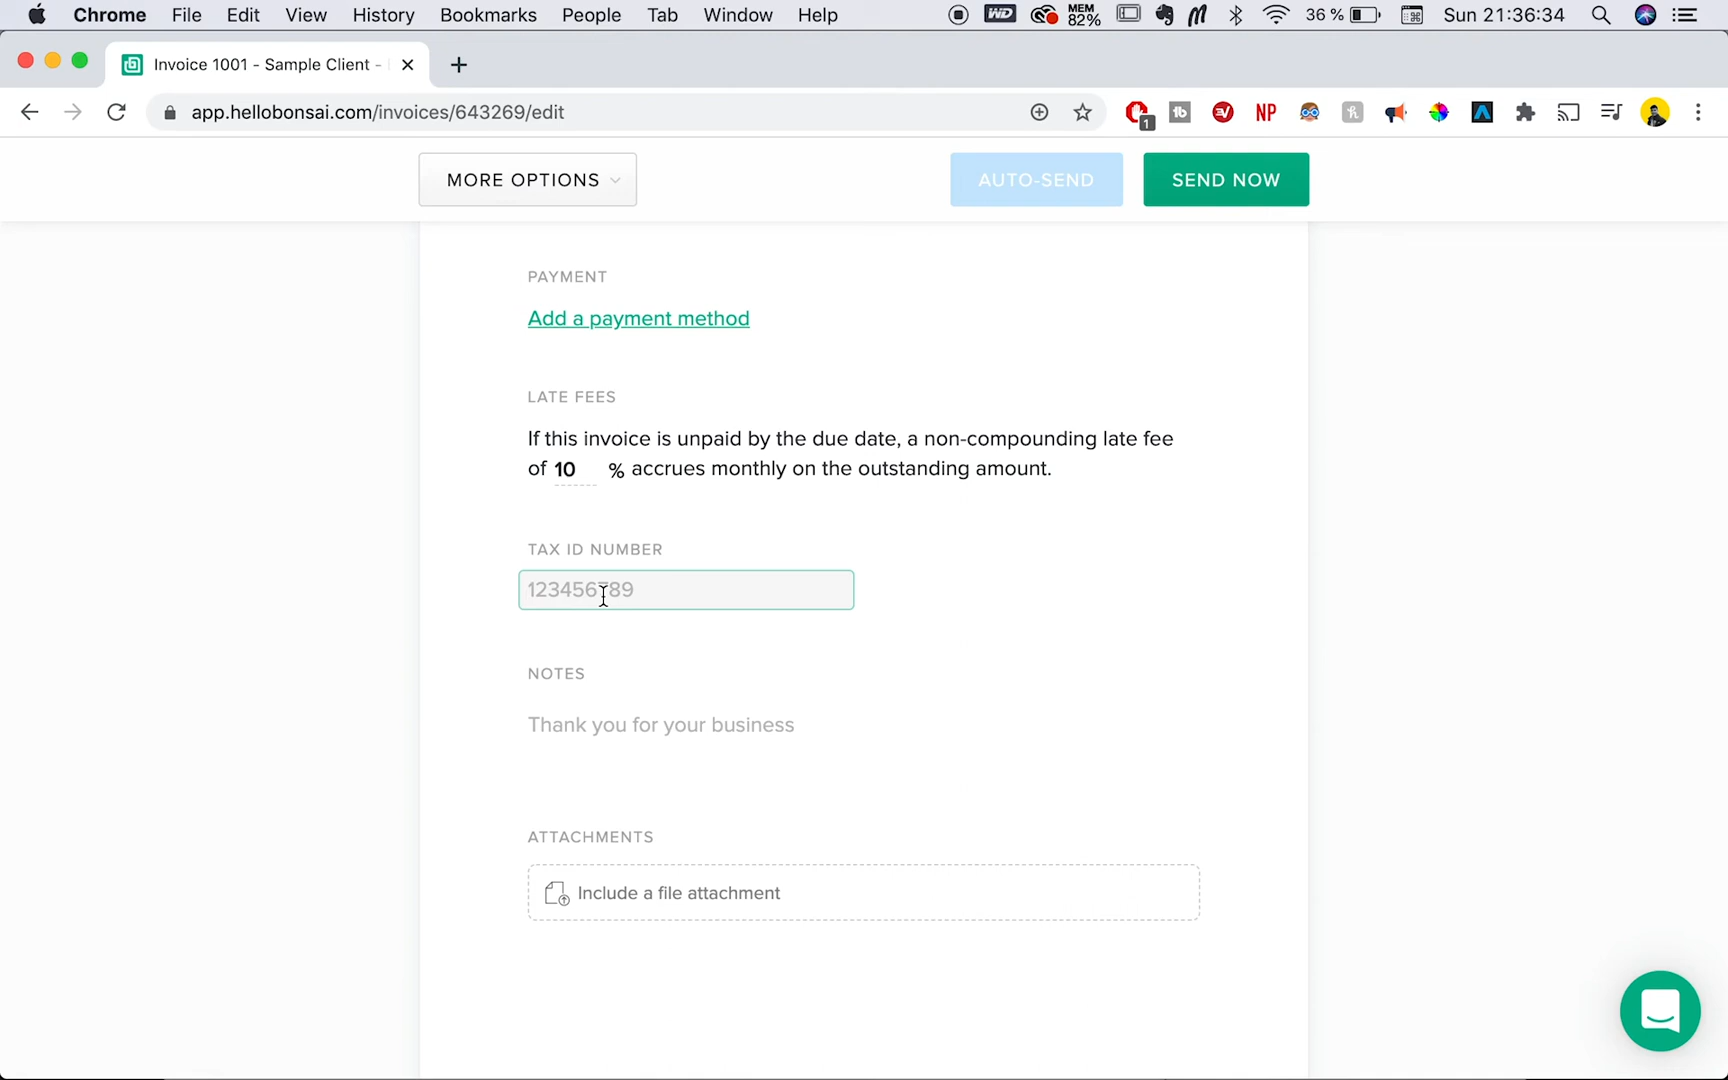 Chrome File Edit View History Bookmarks People Tab Window Help WD MEM 82% 36 % Sun 21:36:34
Invoice 1001 - Sample Client -
app.hellobonsai.com/invoices/643269/edit 1 tb NP h
MORE OPTIONS AUTO-SEND SEND NOW
PAYMENT
Add a payment method
LATE FEES
If this invoice is unpaid by the due date, a non-compounding late fee
of 10 % accrues monthly on the outstanding amount.
TAX ID NUMBER
123456789
NOTES
Thank you for your business
ATTACHMENTS
Include a file attachment